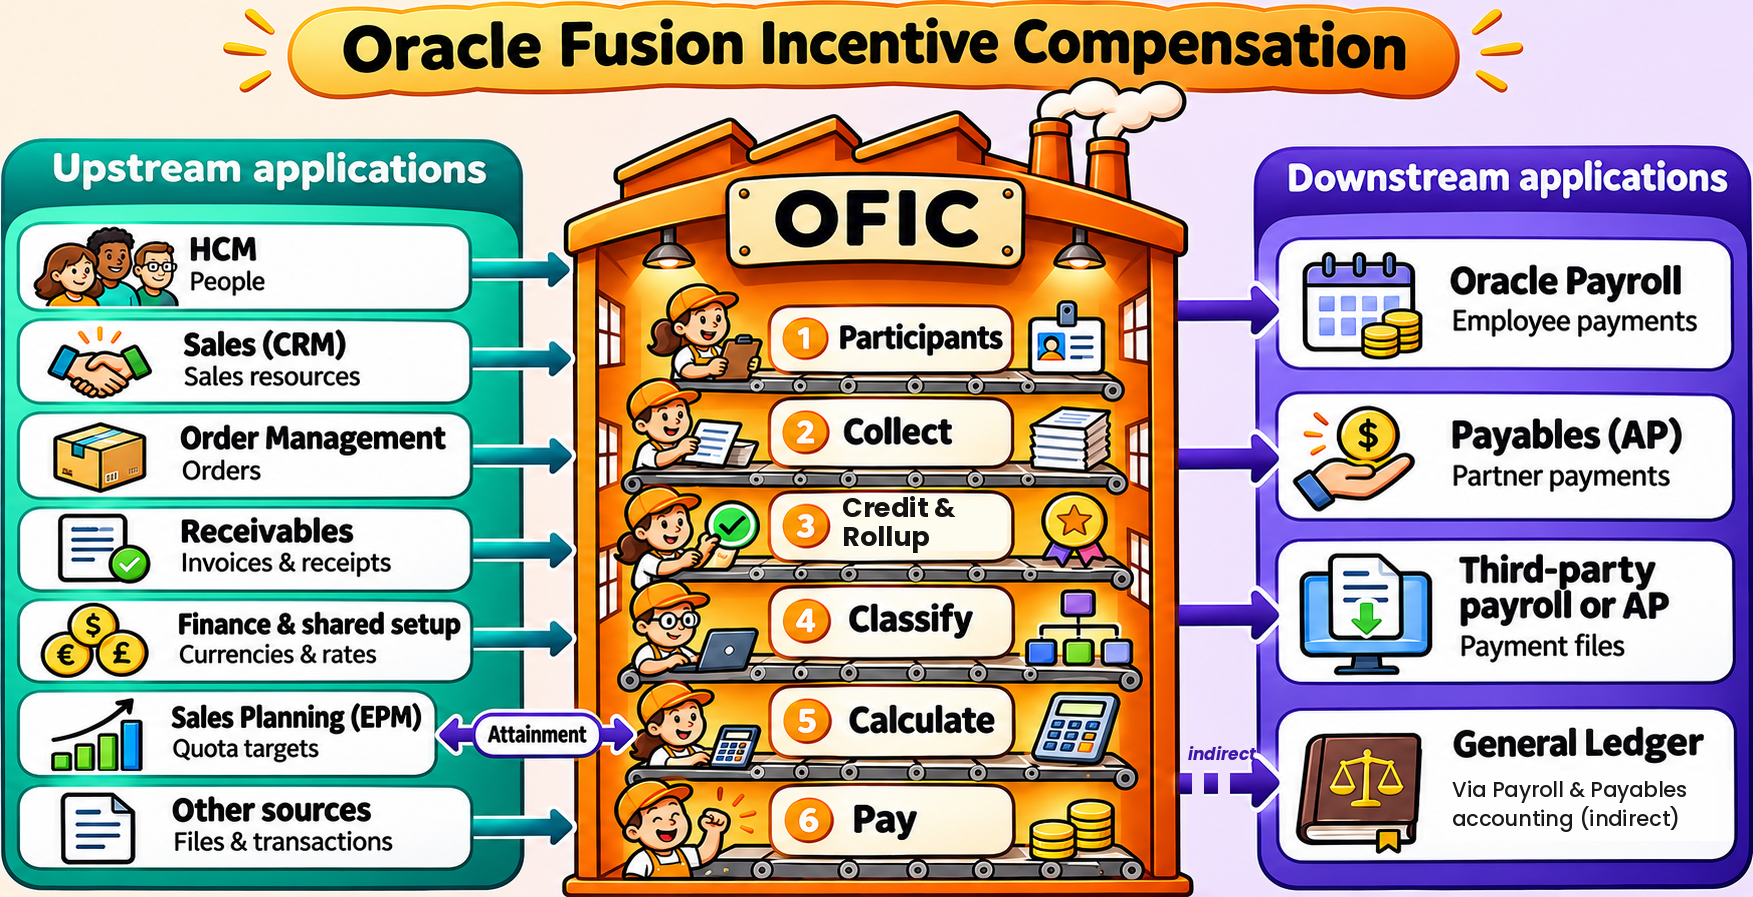 Oracle Fusion Incentive Compensation
Upstream applications
HCM
People
Sales (CRM)
Sales resources
Order Management
Orders
Receivables
Invoices & receipts
$
€
£
Finance & shared setup
Currencies & rates
Sales Planning (EPM)
Quota targets
Attainment
Other sources
Files & transactions
OFIC
1 Participants
2 Collect
3 Credit &
Rollup
4 Classify
5 Calculate
6 Pay
Downstream applications
Oracle Payroll
Employee payments
$
Payables (AP)
Partner payments
Third-party
payroll or AP
Payment files
indirect
General Ledger
Via Payroll & Payables
accounting (indirect)